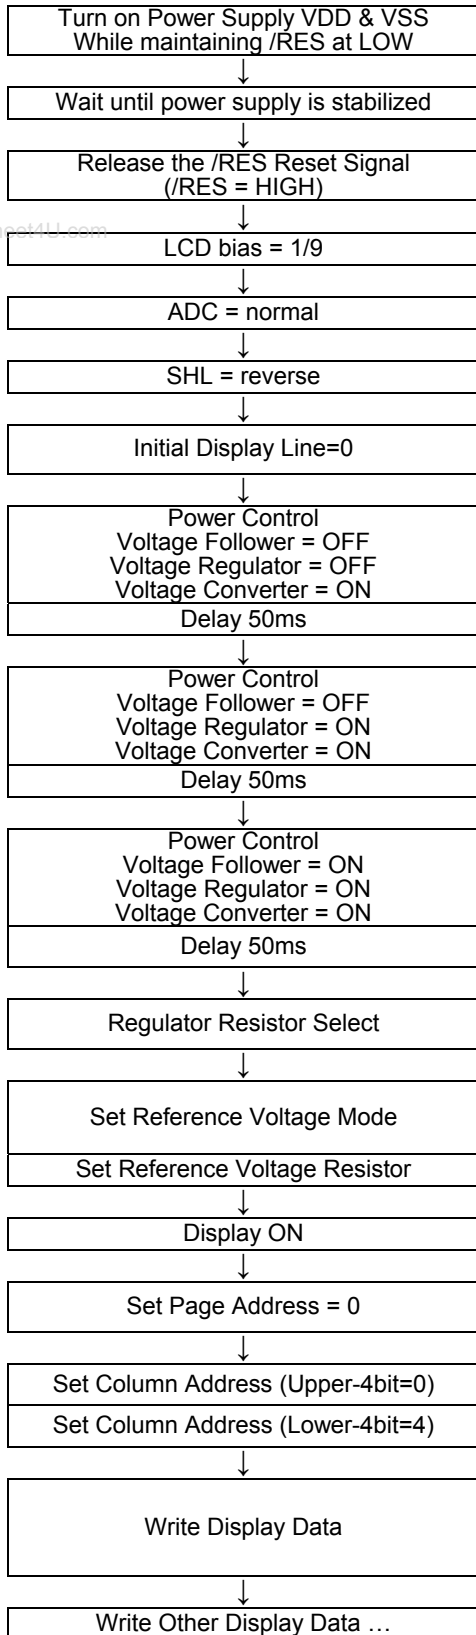 Turn on Power Supply VDD & VSS
While maintaining /RES at LOW
↓
Wait until power supply is stabilized
↓
Release the /RES Reset Signal
(/RES = HIGH)
↓
LCD bias = 1/9
↓
ADC = normal
↓
SHL = reverse
↓
Initial Display Line=0
↓
Power Control
Voltage Follower = OFF
Voltage Regulator = OFF
Voltage Converter = ON
Delay 50ms
↓
Power Control
Voltage Follower = OFF
Voltage Regulator = ON
Voltage Converter = ON
Delay 50ms
↓
Power Control
Voltage Follower = ON
Voltage Regulator = ON
Voltage Converter = ON
Delay 50ms
↓
Regulator Resistor Select
↓
Set Reference Voltage Mode
Set Reference Voltage Resistor
↓
Display ON
↓
Set Page Address = 0
↓
Set Column Address (Upper-4bit=0)
Set Column Address (Lower-4bit=4)
↓
Write Display Data
↓
Write Other Display Data …